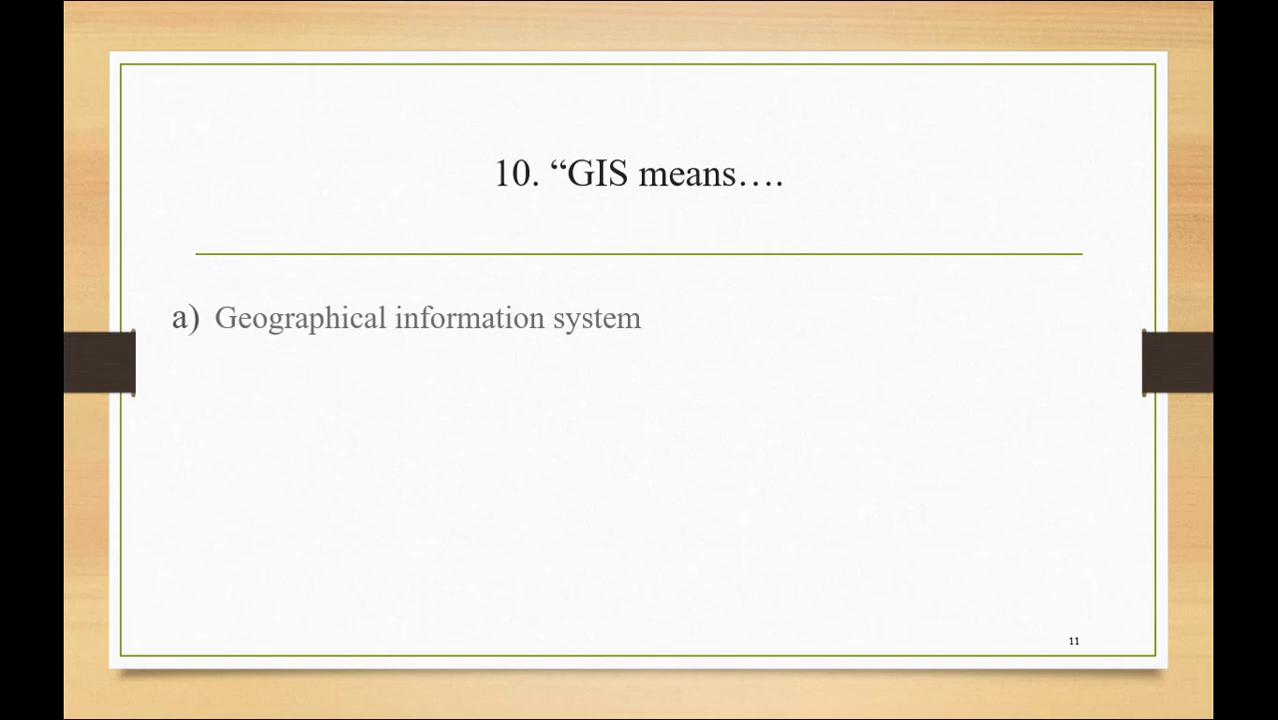 10. “GIS means….
a) Geographical information system
11